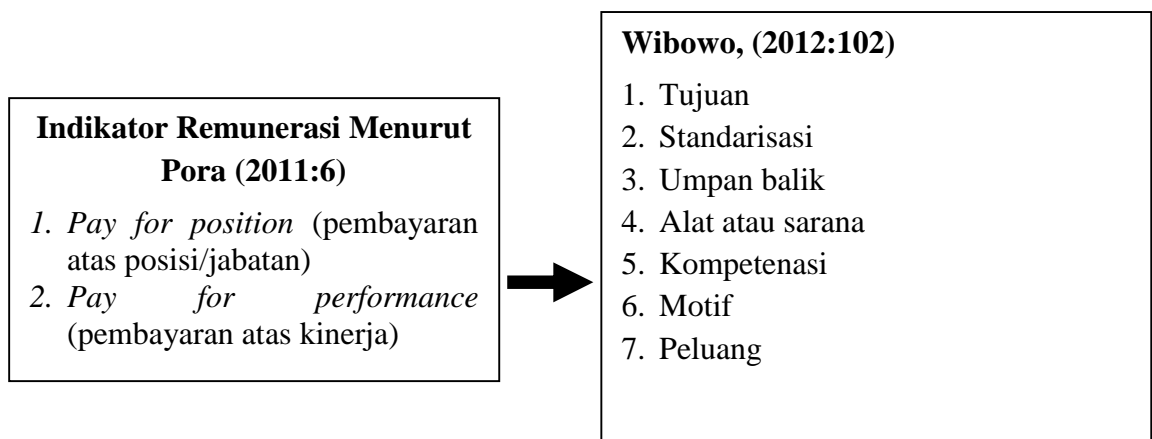 Indikator Remunerasi Menurut
Pora (2011:6)
1. Pay for position (pembayaran
atas posisi/jabatan)
2. Pay for performance
(pembayaran atas kinerja)
Wibowo, (2012:102)
1. Tujuan
2. Standarisasi
3. Umpan balik
4. Alat atau sarana
5. Kompetenasi
6. Motif
7. Peluang